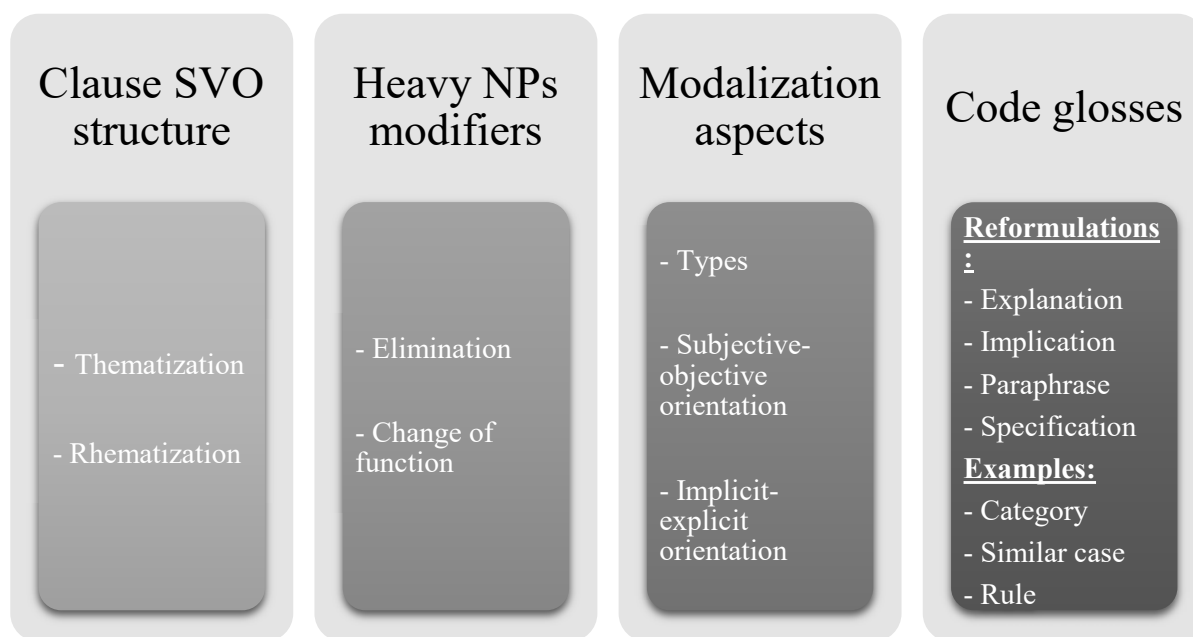 Clause SVO
structure
- Thematization
- Rhematization
Heavy NPs
modifiers
- Elimination
- Change of
function
Modalization
aspects
- Types
- Subjective-
objective
orientation
- Implicit-
explicit
orientation
Code glosses
Reformulations
:
- Explanation
- Implication
- Paraphrase
- Specification
Examples:
- Category
- Similar case
- Rule